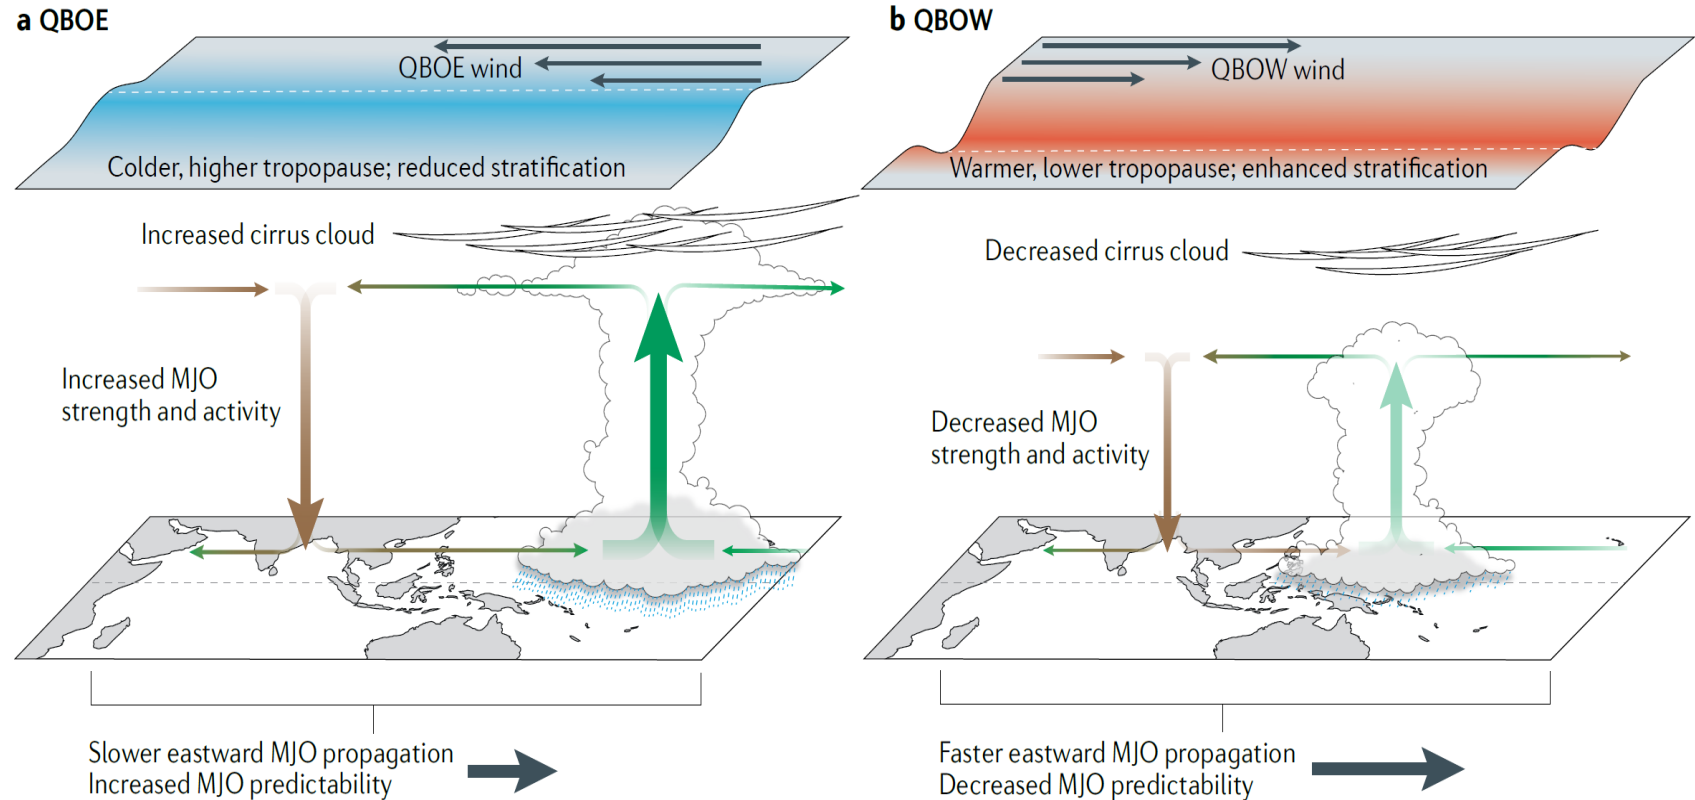 a QBOE
QBOE wind
Colder, higher tropopause; reduced stratification
Increased cirrus cloud
Increased MJO
strength and activity
Slower eastward MJO propagation
Increased MJO predictability
b QBOW
QBOW wind
Warmer, lower tropopause; enhanced stratification
Decreased cirrus cloud
Decreased MJO
strength and activity
Faster eastward MJO propagation
Decreased MJO predictability